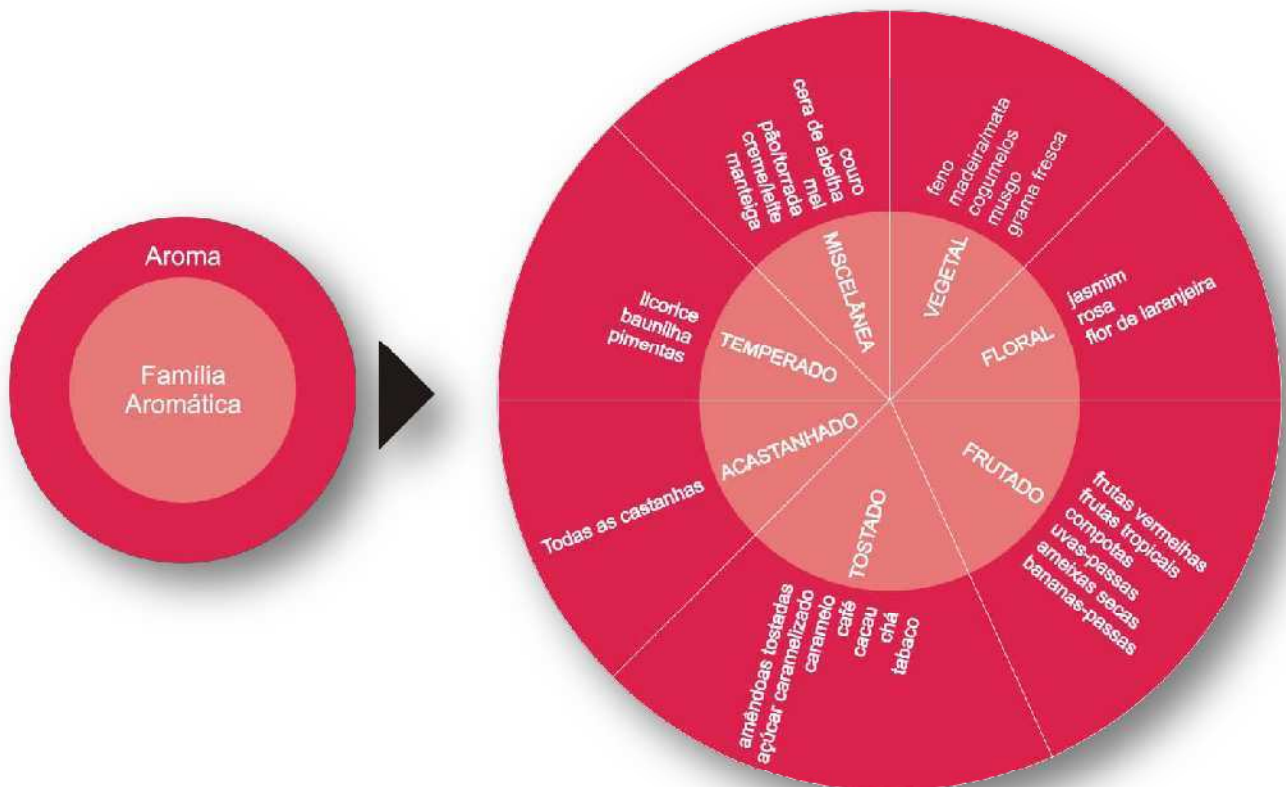 Aroma
Família
Aromática
MISCELÂNEA
couro
cera de abelha
mel
pão/torrada
creme/leite
manteiga
VEGETAL
feno
madeira/mata
cogumelos
musgo
grama fresca
FLORAL
jasmim
rosa
flor de laranjeira
FRUTADO
frutas vermelhas
frutas tropicais
compotas
uvas-passas
ameixas secas
bananas-passas
TOSTADO
amêndoas tostadas
açúcar caramelizado
caramelo
café
cacau
chá
tabaco
ACASTANHADO
Todas as castanhas
TEMPERADO
licorice
baunilha
pimentas